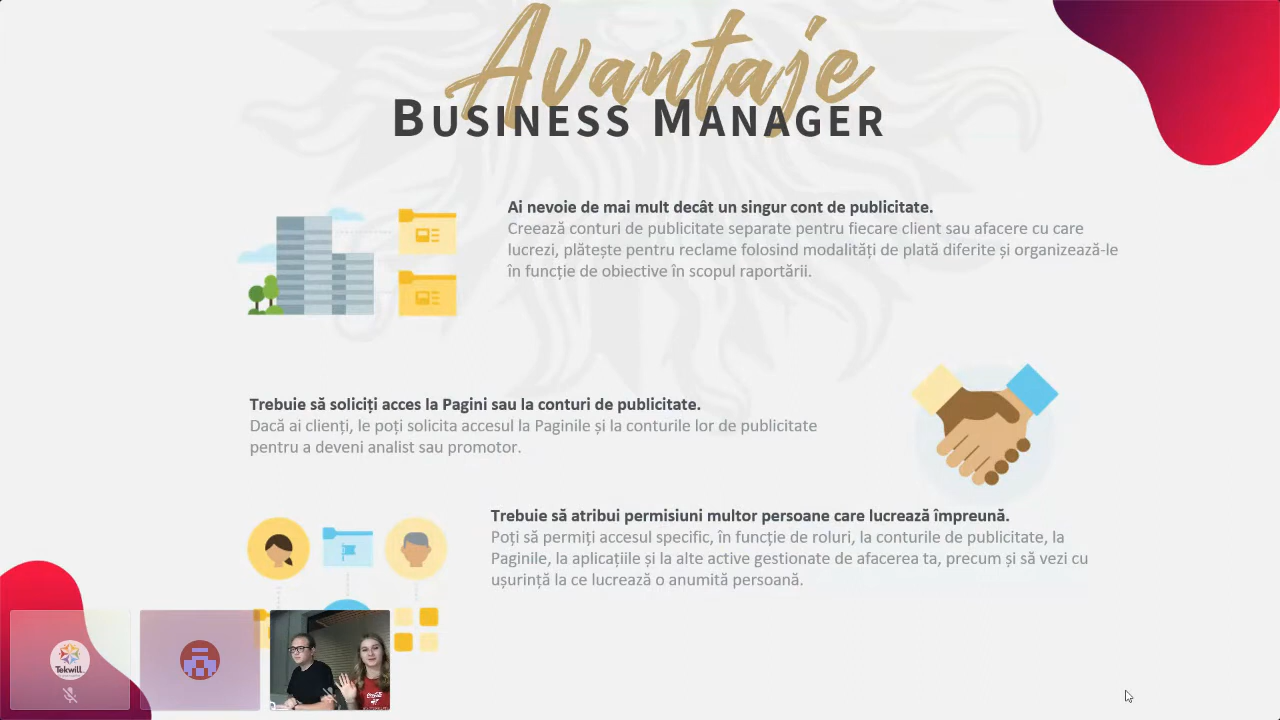 Avantaje
BUSINESS MANAGER
Ai nevoie de mai mult decât un singur cont de publicitate.
Creează conturi de publicitate separate pentru fiecare client sau afacere cu care
lucrezi, plătește pentru reclame folosind modalități de plată diferite și organizează-le
în funcție de obiective în scopul raportării.
Trebuie să soliciți acces la Pagini sau la conturi de publicitate.
Dacă ai clienți, le poți solicita accesul la Paginile și la conturile lor de publicitate
pentru a deveni analist sau promotor.
Trebuie să atribui permisiuni multor persoane care lucrează împreună.
Poți să permiți accesul specific, în funcție de roluri, la conturile de publicitate, la
Paginile, la aplicațiile și la alte active gestionate de afacerea ta, precum și să vezi cu
ușurință la ce lucrează o anumită persoană.
Tekwill